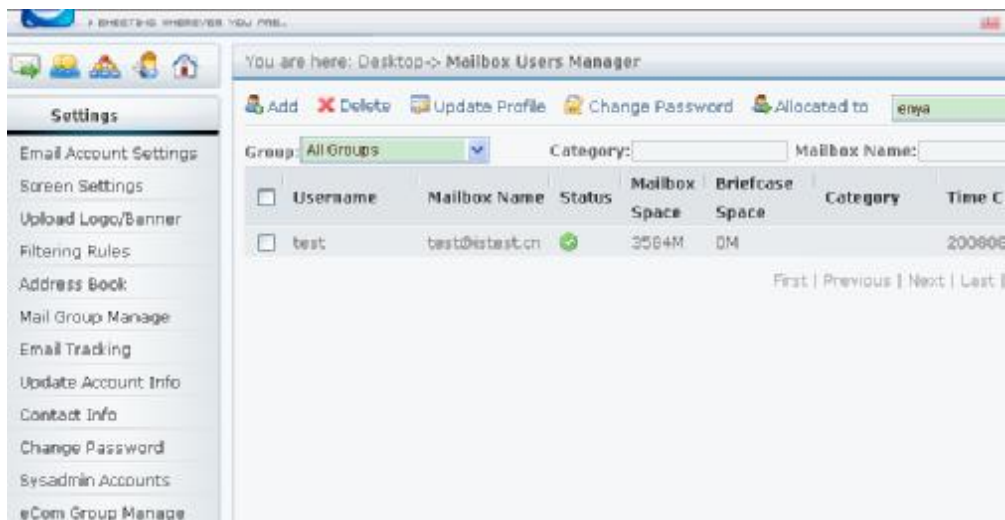 You are here: Desktop-> Mailbox Users Manager
Add Delete Update Profile Change Password Allocated to enya
Group: All Groups Category: Mailbox Name:
Username Mailbox Name Status Mailbox Space Briefcase Space Category Time C
test test@istest.cn 3584M 0M 200808
First | Previous | Next | Last |
Settings
Email Account Settings
Screen Settings
Upload Logo/Banner
Filtering Rules
Address Book
Mail Group Manage
Email Tracking
Update Account Info
Contact Info
Change Password
Sysadmin Accounts
eCom Group Manage